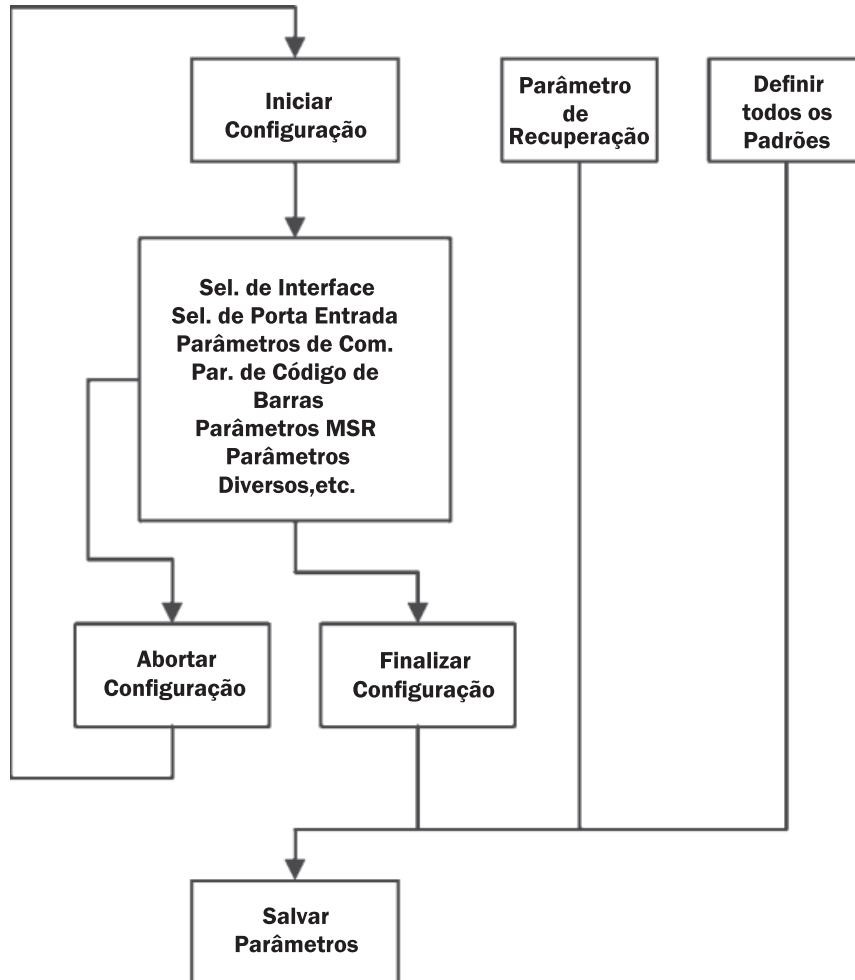 Iniciar
Configuração
Parâmetro
de
Recuperação
Definir
todos os
Padrões
Sel. de Interface
Sel. de Porta Entrada
Parâmetros de Com.
Par. de Código de
Barras
Parâmetros MSR
Parâmetros
Diversos,etc.
Abortar
Configuração
Finalizar
Configuração
Salvar
Parâmetros